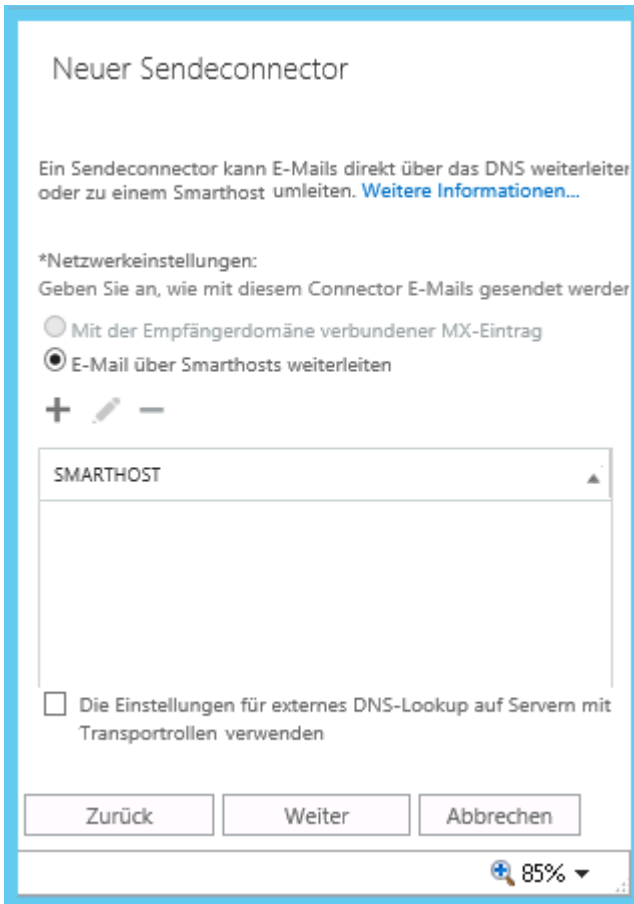 Neuer Sendeconnector
Ein Sendeconnector kann E-Mails direkt über das DNS weiterleiter
oder zu einem Smarthost umleiten. Weitere Informationen...
*Netzwerkeinstellungen:
Geben Sie an, wie mit diesem Connector E-Mails gesendet werder
Mit der Empfängerdomäne verbundener MX-Eintrag
E-Mail über Smarthosts weiterleiten
SMARTHOST
Die Einstellungen für externes DNS-Lookup auf Servern mit
Transportrollen verwenden
Zurück
Weiter
Abbrechen
85%